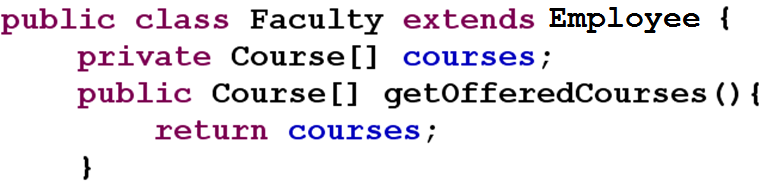 public class Faculty extends Employee {
    private Course[] courses;
    public Course[] getOfferedCourses(){
        return courses;
    }